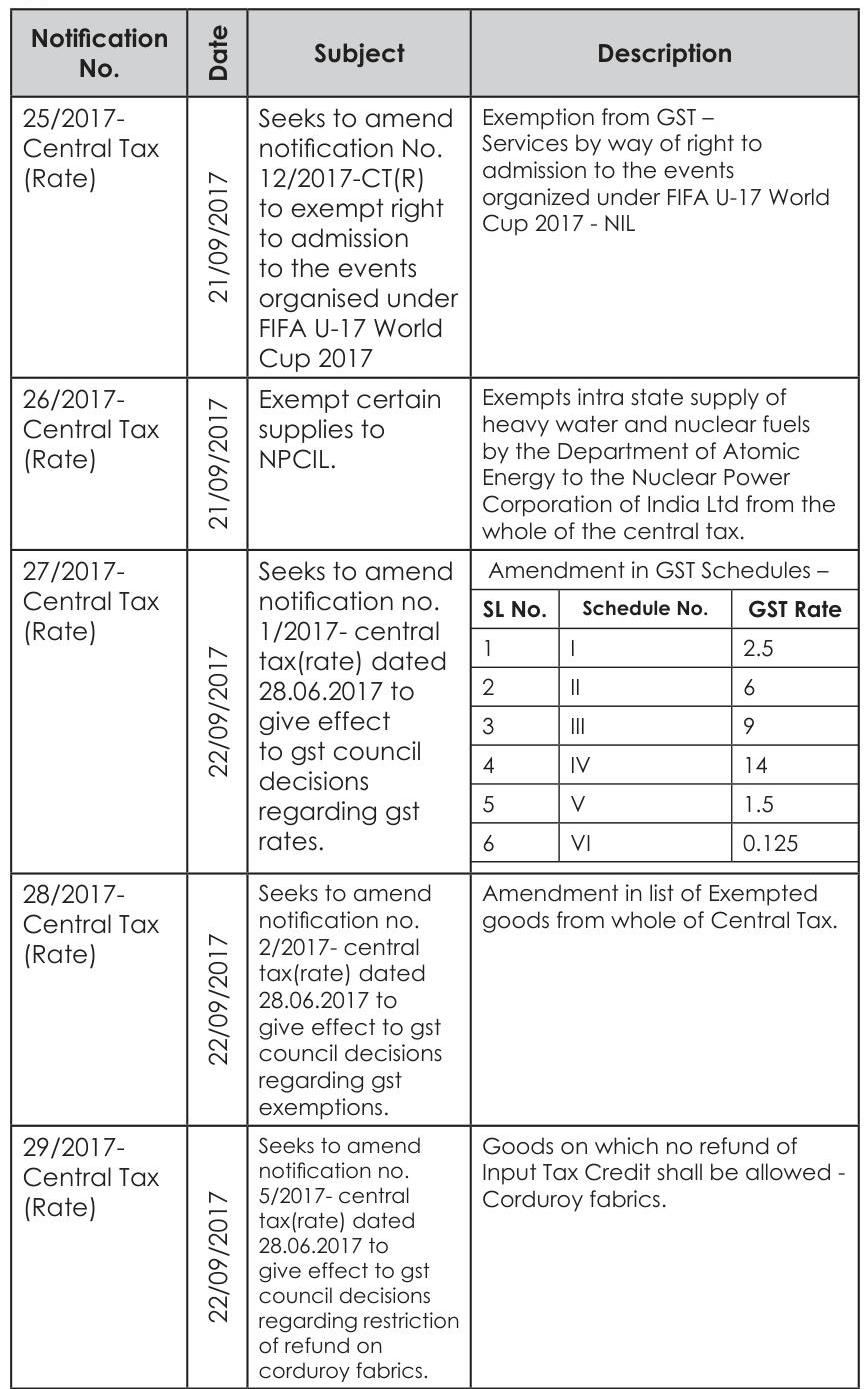 Notification
No.
Date
Subject
Description
25/2017-
Central Tax
(Rate)
21/09/2017
Seeks to amend
notification No.
12/2017-CT(R)
to exempt right
to admission
to the events
organised under
FIFA U-17 World
Cup 2017
Exemption from GST –
Services by way of right to
admission to the events
organized under FIFA U-17 World
Cup 2017 - NIL
26/2017-
Central Tax
(Rate)
21/09/2017
Exempt certain
supplies to
NPCIL.
Exempts intra state supply of
heavy water and nuclear fuels
by the Department of Atomic
Energy to the Nuclear Power
Corporation of India Ltd from the
whole of the central tax.
27/2017-
Central Tax
(Rate)
22/09/2017
Seeks to amend
notification no.
1/2017- central
tax(rate) dated
28.06.2017 to
give effect
to gst council
decisions
regarding gst
rates.
Amendment in GST Schedules –
SL No. Schedule No. GST Rate
1 I 2.5
2 II 6
3 III 9
4 IV 14
5 V 1.5
6 VI 0.125
28/2017-
Central Tax
(Rate)
22/09/2017
Seeks to amend
notification no.
2/2017- central
tax(rate) dated
28.06.2017 to
give effect to gst
council decisions
regarding gst
exemptions.
Amendment in list of Exempted
goods from whole of Central Tax.
29/2017-
Central Tax
(Rate)
22/09/2017
Seeks to amend
notification no.
5/2017- central
tax(rate) dated
28.06.2017 to
give effect to gst
council decisions
regarding restriction
of refund on
corduroy fabrics.
Goods on which no refund of
Input Tax Credit shall be allowed -
Corduroy fabrics.